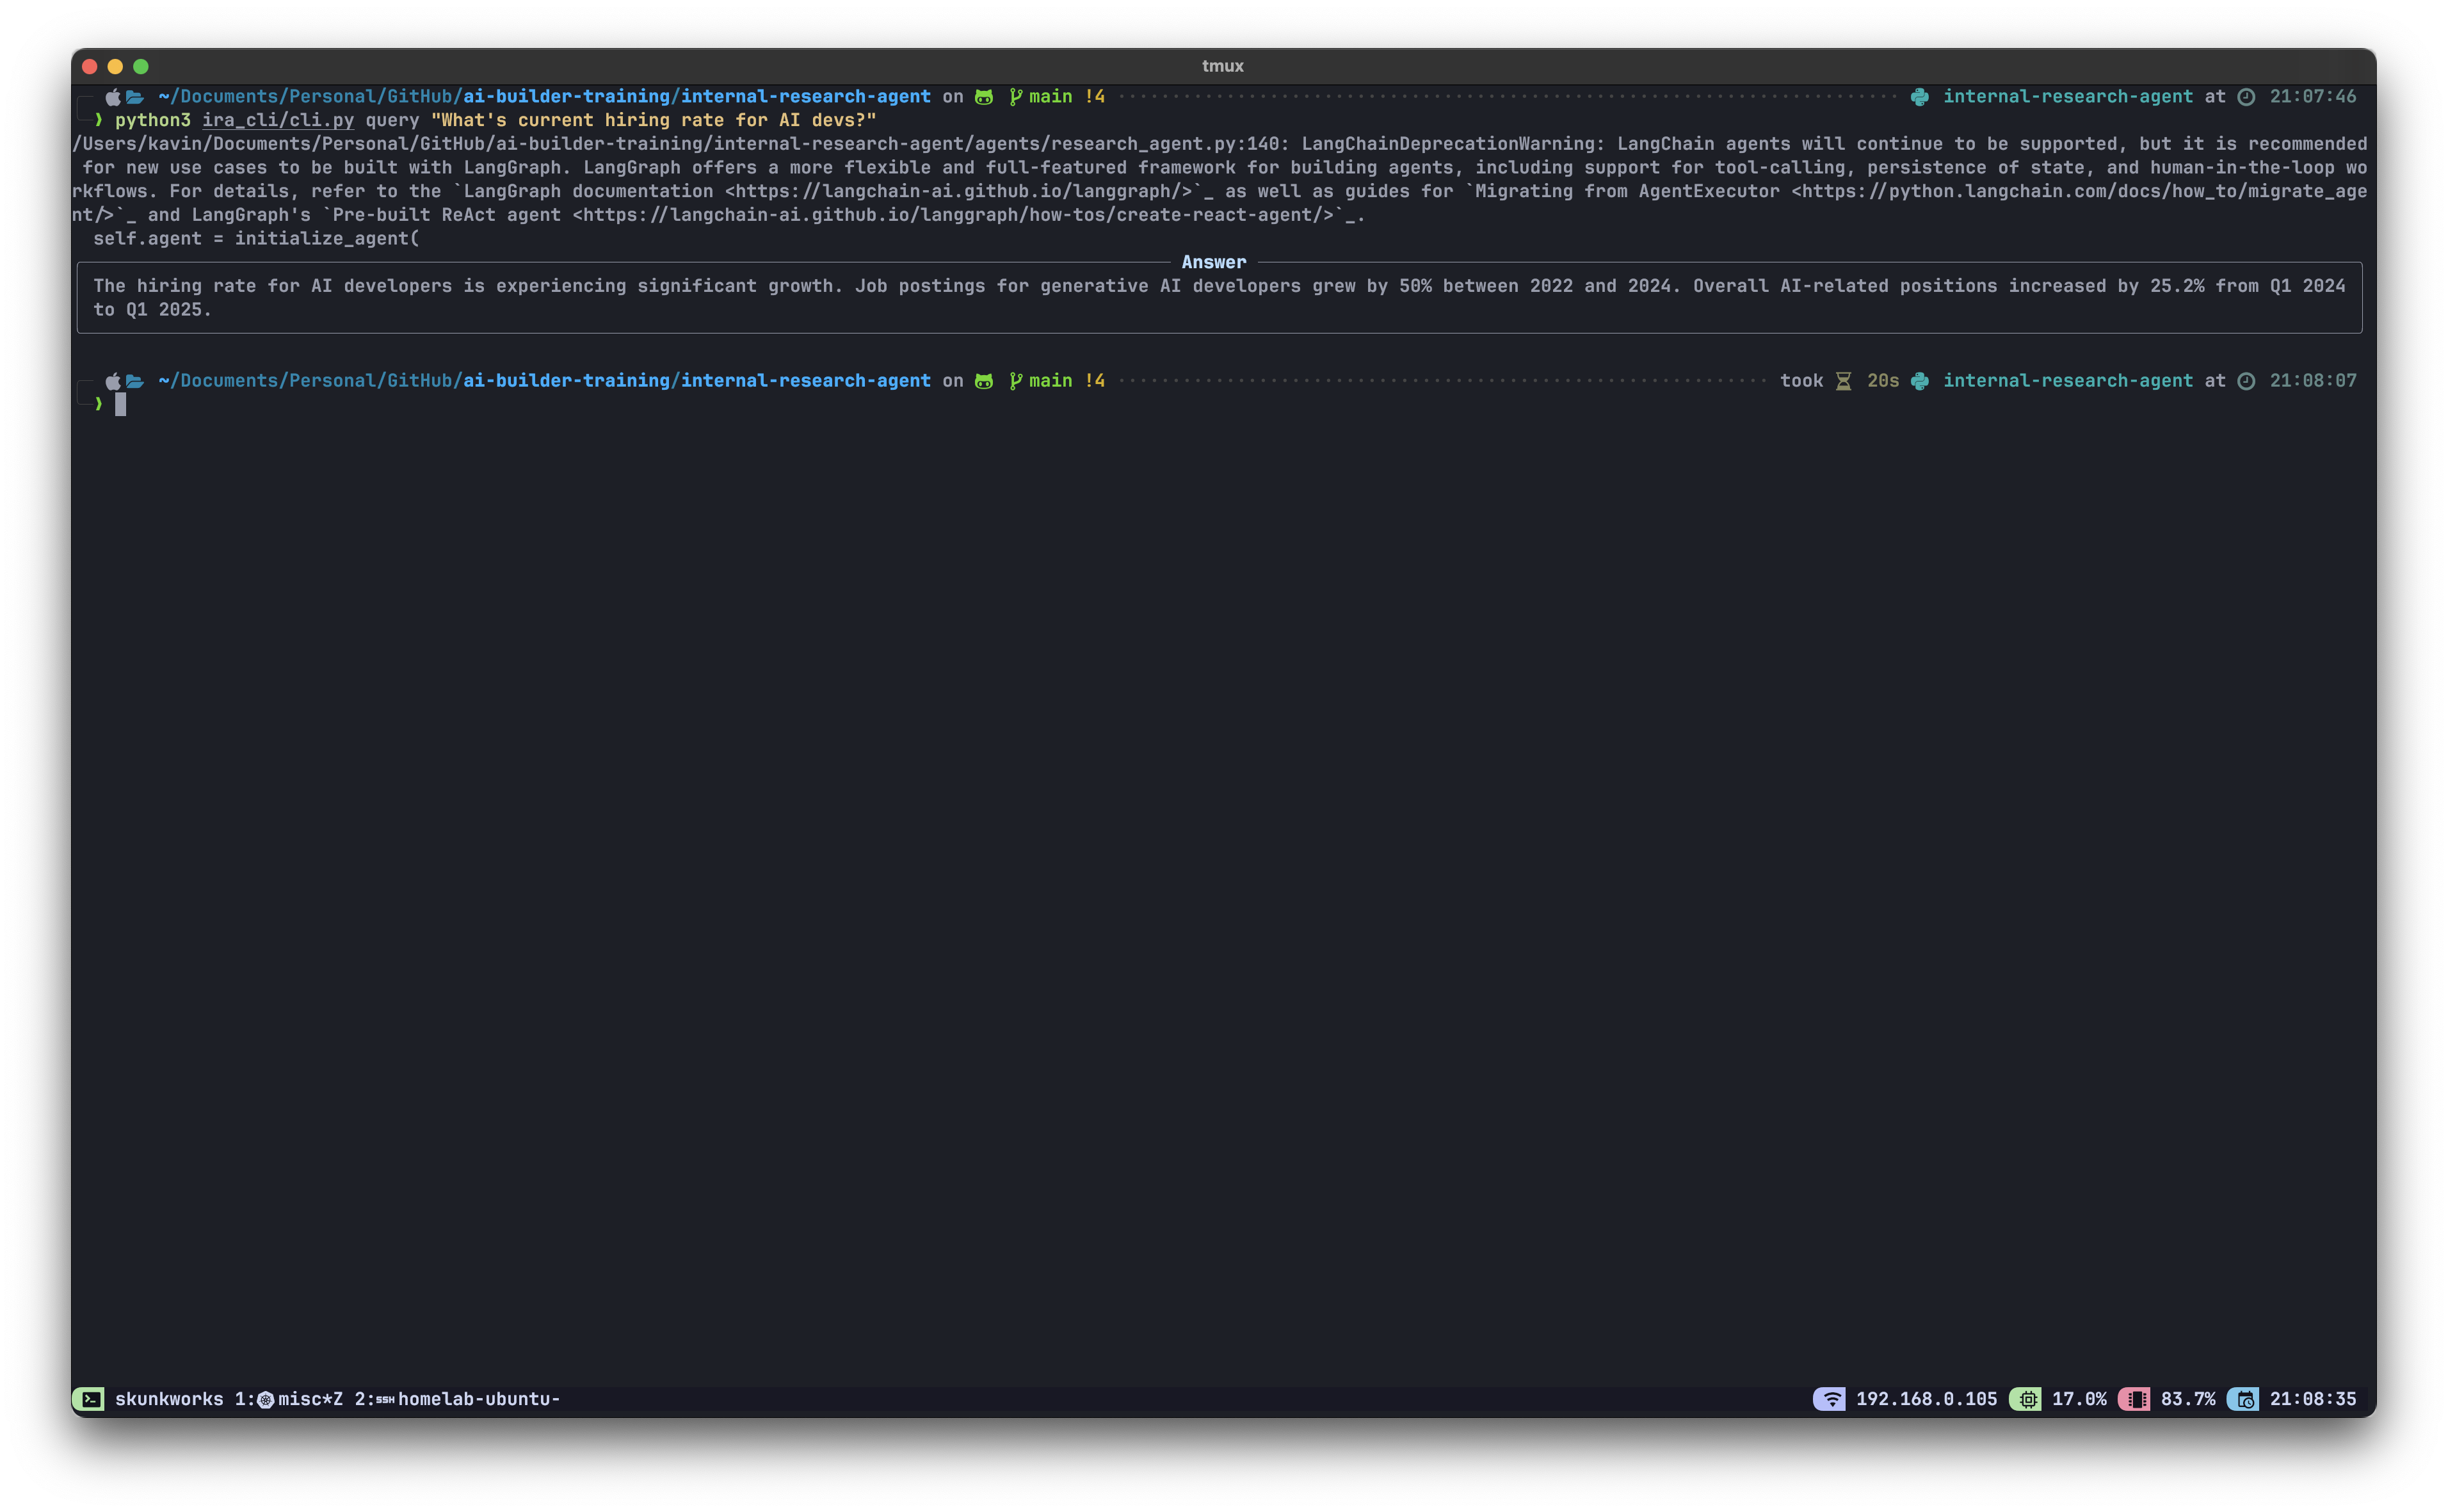 tmux
~/Documents/Personal/GitHub/ai-builder-training/internal-research-agent on main !4 internal-research-agent at 21:07:46
❯ python3 ira_cli/cli.py query "What's current hiring rate for AI devs?"
/Users/kavin/Documents/Personal/GitHub/ai-builder-training/internal-research-agent/agents/research_agent.py:140: LangChainDeprecationWarning: LangChain agents will continue to be supported, but it is recommended
for new use cases to be built with LangGraph. LangGraph offers a more flexible and full-featured framework for building agents, including support for tool-calling, persistence of state, and human-in-the-loop wo
rkflows. For details, refer to the `LangGraph documentation <https://langchain-ai.github.io/langgraph/>`_ as well as guides for `Migrating from AgentExecutor <https://python.langchain.com/docs/how_to/migrate_age
nt/>`_ and LangGraph's `Pre-built ReAct agent <https://langchain-ai.github.io/langgraph/how-tos/create-react-agent/>`_.
self.agent = initialize_agent(
Answer
The hiring rate for AI developers is experiencing significant growth. Job postings for generative AI developers grew by 50% between 2022 and 2024. Overall AI-related positions increased by 25.2% from Q1 2024
to Q1 2025.
~/Documents/Personal/GitHub/ai-builder-training/internal-research-agent on main !4 took 20s internal-research-agent at 21:08:07
❯
skunkworks 1:misc*Z 2:SSH homelab-ubuntu- 192.168.0.105 17.0% 83.7% 21:08:35